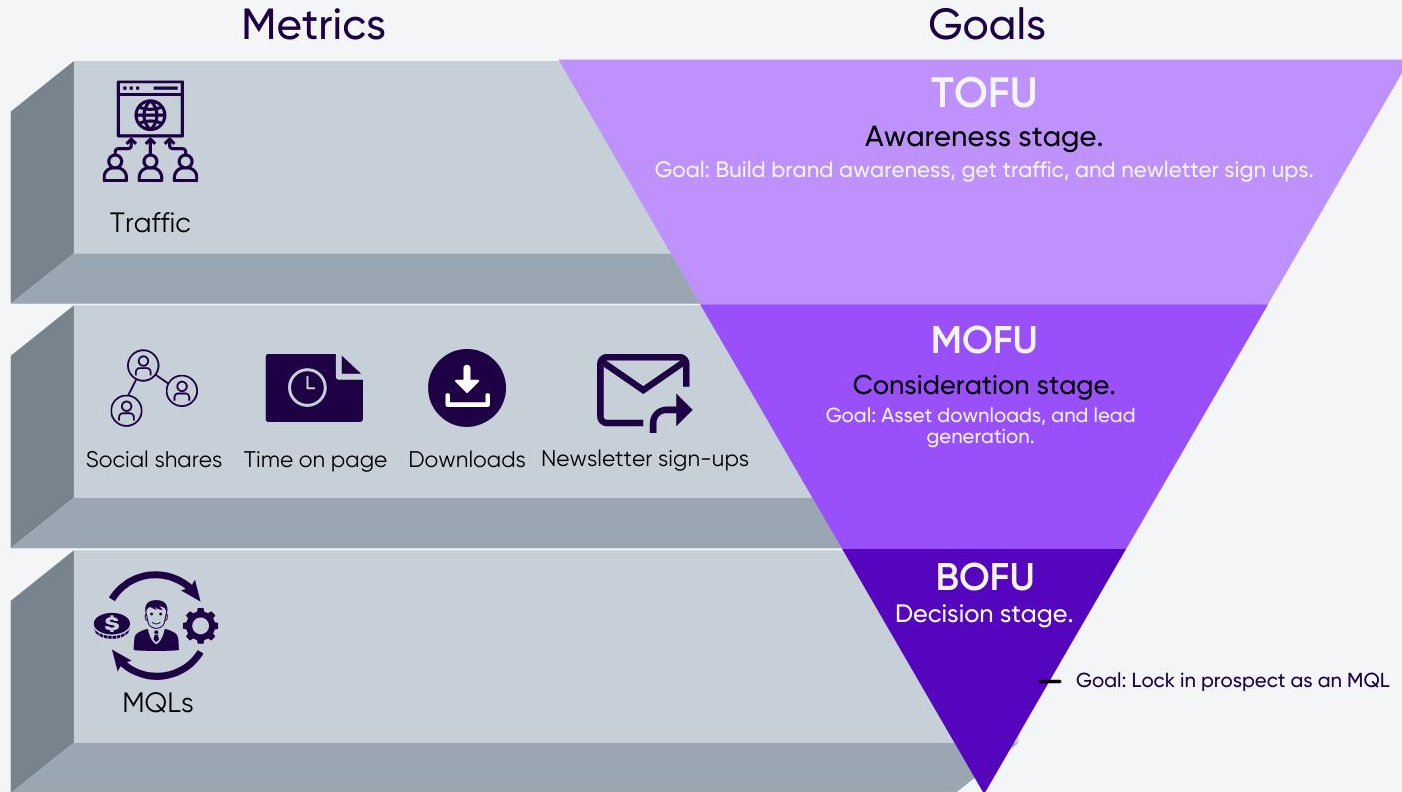 Metrics
Goals
TOFU
Awareness stage.
Goal: Build brand awareness, get traffic, and newletter sign ups.
Traffic
MOFU
Consideration stage.
Goal: Asset downloads, and lead
generation.
Social shares
Time on page
Downloads
Newsletter sign-ups
BOFU
Decision stage.
Goal: Lock in prospect as an MQL
$
MQLs